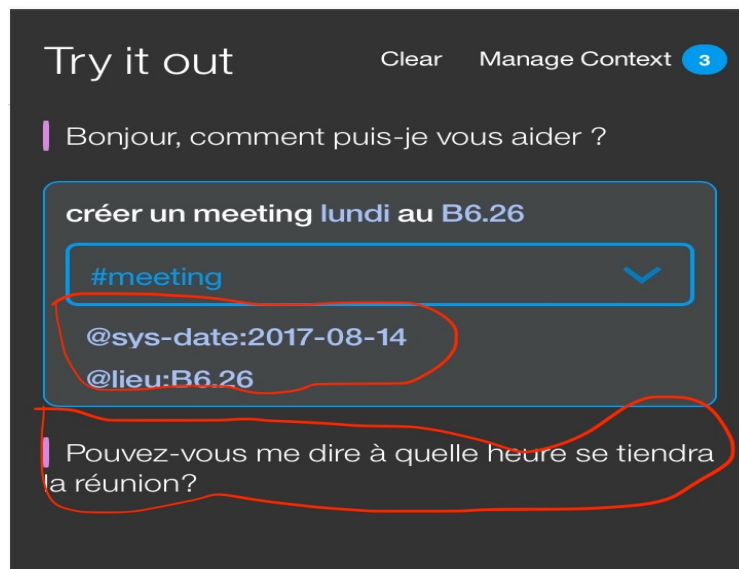 Try it out Clear Manage Context 3
Bonjour, comment puis-je vous aider ?
créer un meeting lundi au B6.26
#meeting
@sys-date:2017-08-14
@lieu:B6.26
Pouvez-vous me dire à quelle heure se tiendra
la réunion?